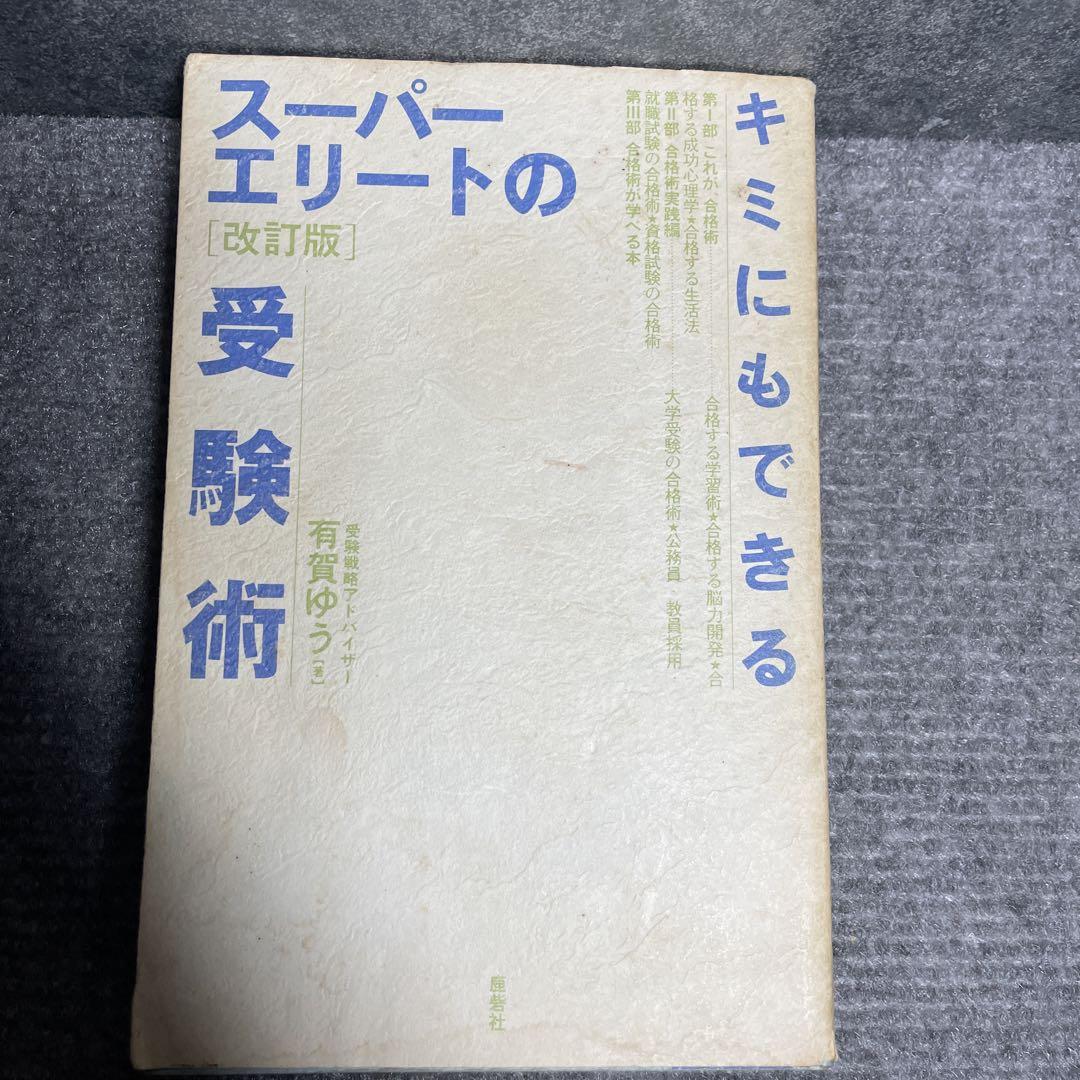 キミにもできる
スーパー
エリートの
[改訂版]
受験術
第Ⅰ部 これが、合格術……………合格する学習術★合格する脳力開発★合
格する成功心理学★合格する生活法
第Ⅱ部 合格術実践編……………大学受験の合格術★公務員・教員採用・
就職試験の合格術★資格試験の合格術
第Ⅲ部 合格術が学べる本
受験戦略アドバイザー
有賀ゆう[著]
座砦社